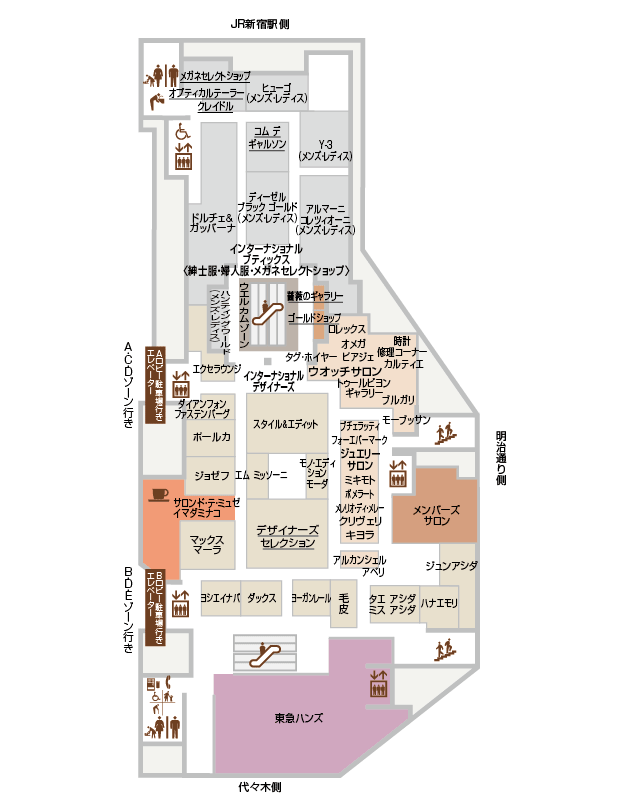 JR新宿駅側
メガネセレクトショップ
オプティカルテーラー
クレイドル
ヒューゴ
(メンズ・レディス)
コム デ
ギャルソン
Y-3
(メンズ・レディス)
ドルチェ&
ガッバーナ
ディーゼル
ブラック ゴールド
(メンズ・レディス)
アルマーニ
コレツィオーニ
(メンズ・レディス)
インターナショナル
ブティックス
〈紳士服・婦人服・メガネセレクトショップ〉
ハンティングワールド
(メンズ・レディス)
ウエルカムゾーン
薔薇のギャラリー
ゴールドショップ
ロレックス
オメガ
タグ・ホイヤー ピアジェ
時計
修理コーナー
カルティエ
ウオッチサロン
トゥールビヨン
ギャラリー
ブルガリ
モーブッサン
A・C・Dゾーン行き
Aロビー駐車場行き
エレベーター
エクセラウンジ
インターナショナル
デザイナーズ
ダイアンフォン
ファステンバーグ
ボールカ
スタイル&エディット
ジョゼフ
エム ミッソーニ
モノ・エディ
ション
モーダ
ブチェラッティ
フォーエバーマーク
ジュエリー
サロン
ミキモト
ポメラート
メレリオ・ディ・メレー
クリヴェリ
キヨラ
アルカンシェル
アベリ
明治通り側
サロンド・テ・ミュゼ
イマダミナコ
マックス
マーラ
デザイナーズ
セレクション
メンバーズ
サロン
ジュンアシダ
B・D・Eゾーン行き
Bロビー駐車場行き
エレベーター
ヨシエイナバ
ダックス
ヨーガンレール
毛皮
タエ アシダ
ミス アシダ
ハナエモリ
東急ハンズ
代々木側